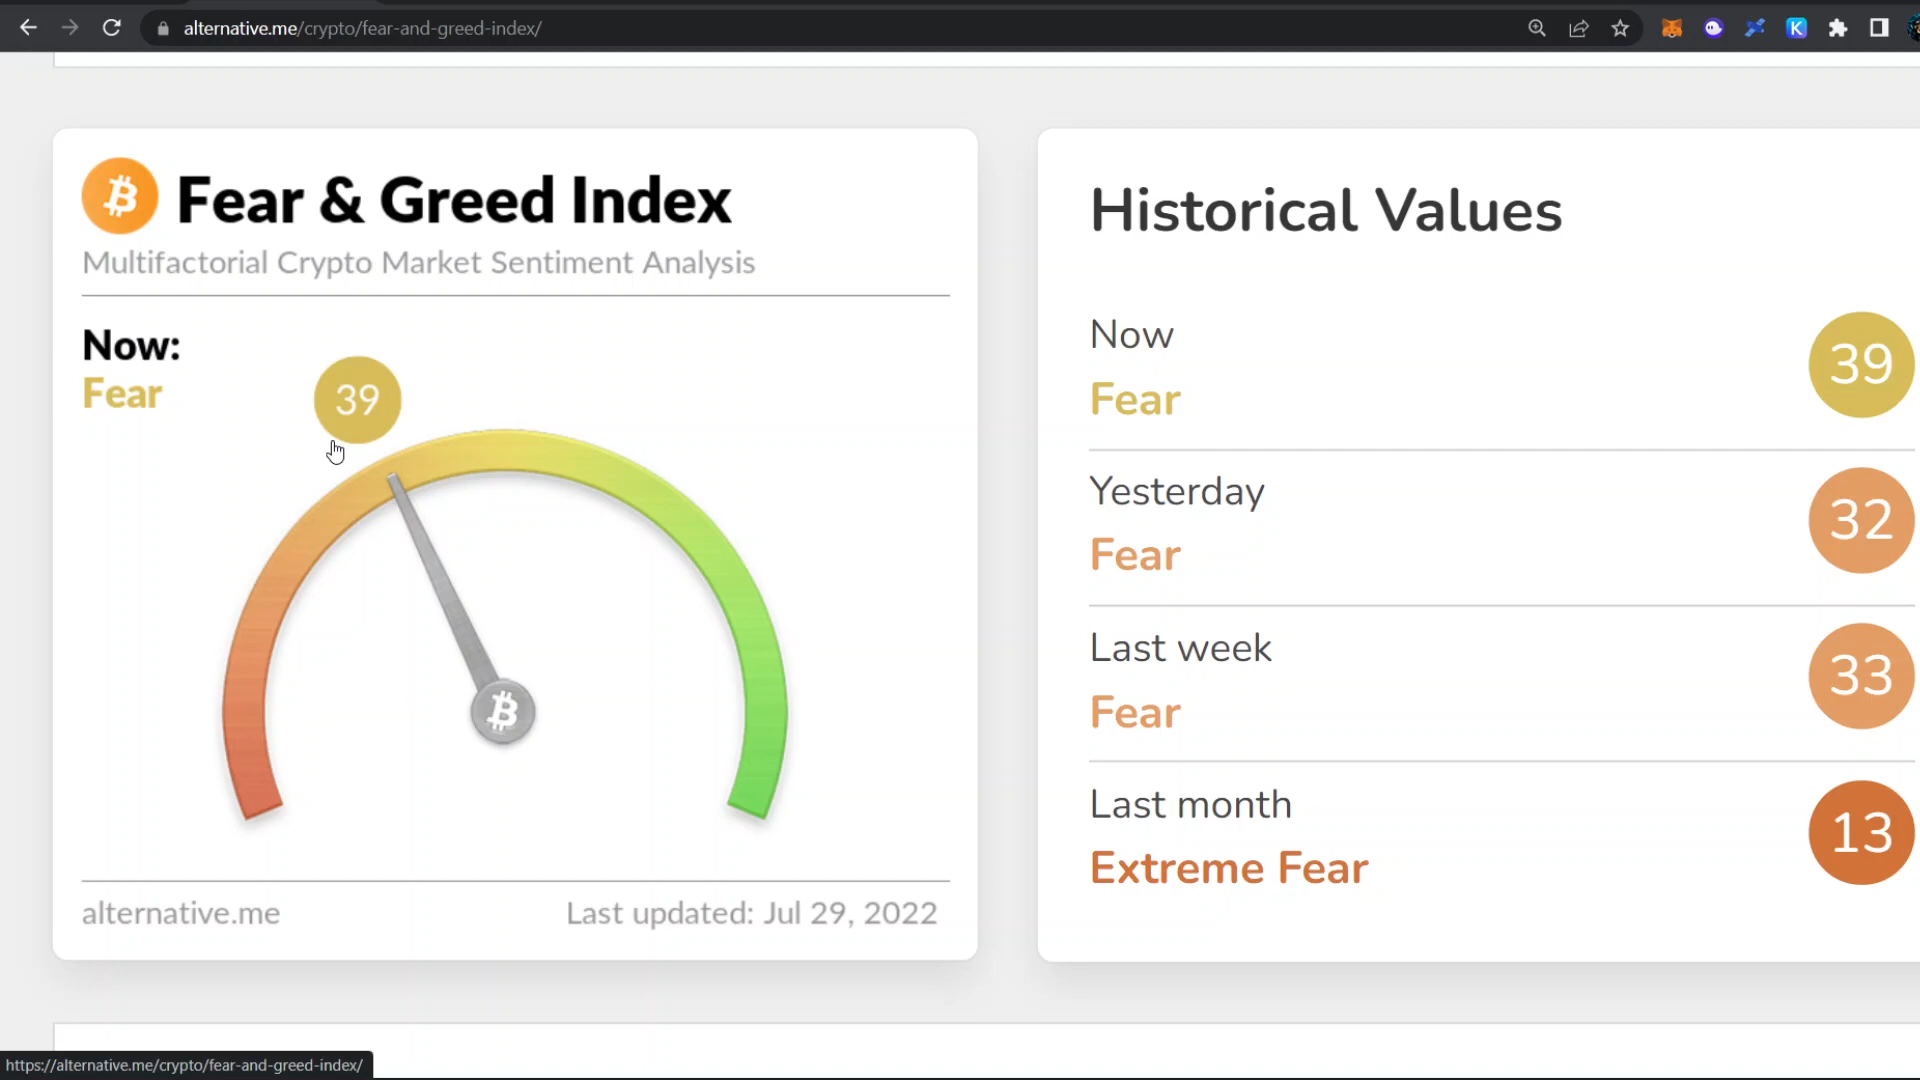 alternative.me/crypto/fear-and-greed-index/
Fear & Greed Index
Multifactorial Crypto Market Sentiment Analysis
Now:
Fear
39
alternative.me
Last updated: Jul 29, 2022
Historical Values
Now
Fear
39
Yesterday
Fear
32
Last week
Fear
33
Last month
Extreme Fear
13
https://alternative.me/crypto/fear-and-greed-index/